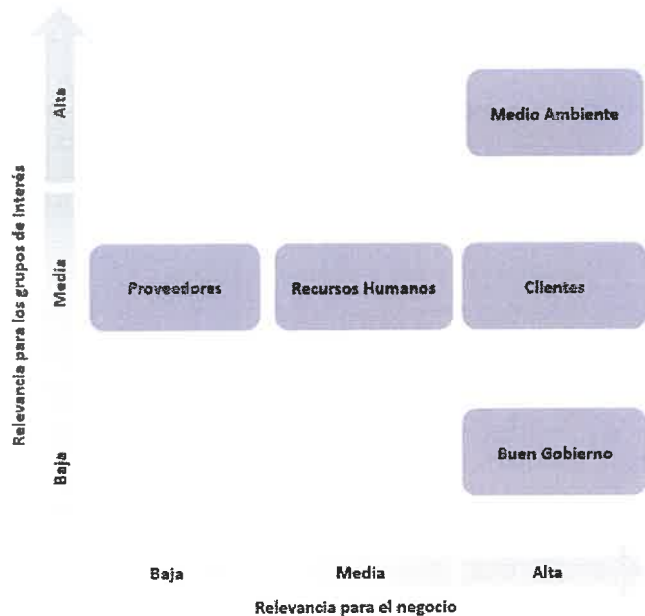 Relevancia para los grupos de interés
Alta
Medio Ambiente
Media
Proveedores
Recursos Humanos
Clientes
Baja
Buen Gobierno
Baja
Media
Alta
Relevancia para el negocio